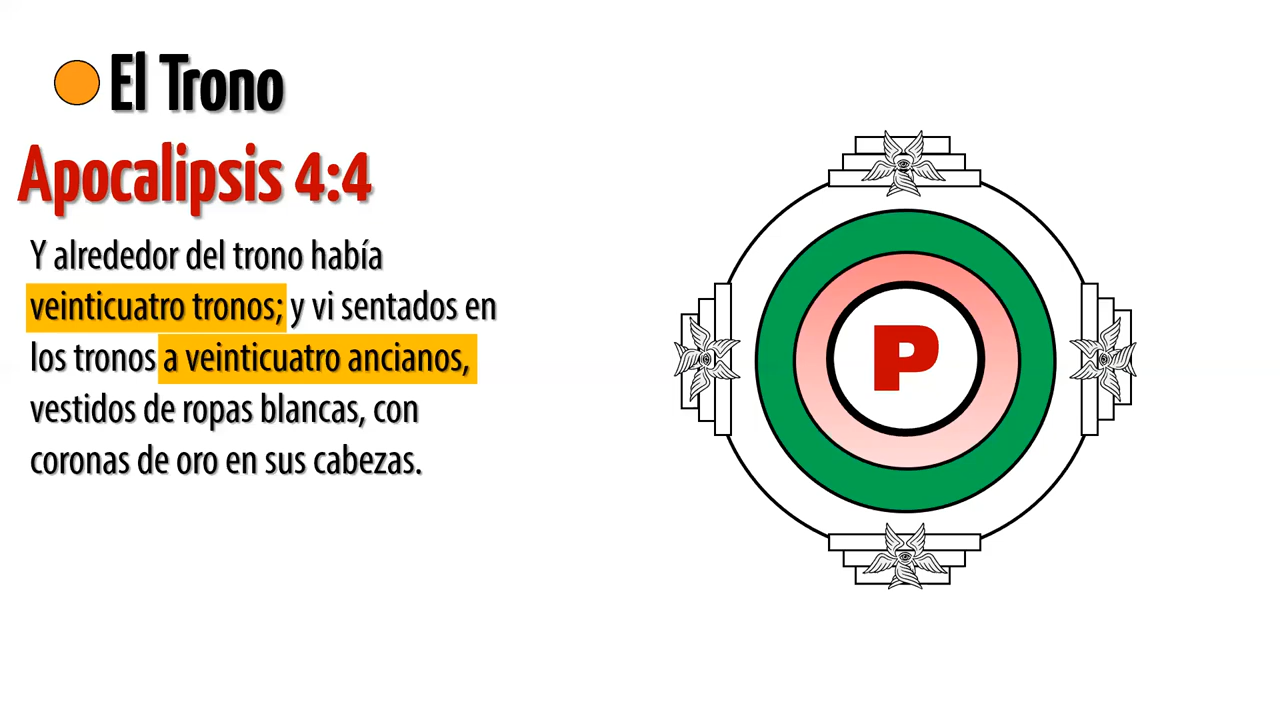 El Trono
Apocalipsis 4:4
Y alrededor del trono había
veinticuatro tronos; y vi sentados en
los tronos a veinticuatro ancianos,
vestidos de ropas blancas, con
coronas de oro en sus cabezas.
P